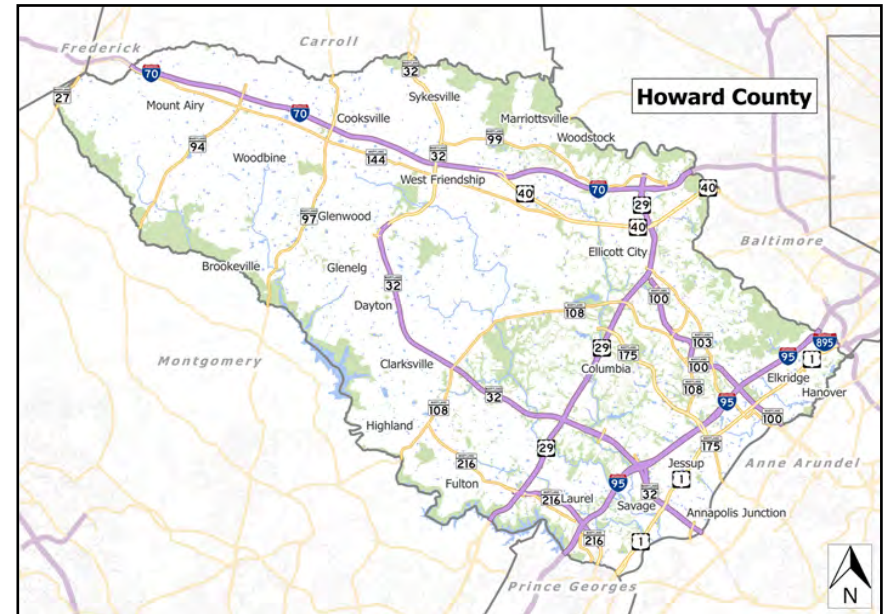 Carroll
Frederick
32
70
27
Sykesville
Howard County
Mount Airy
70
Cooksville
Marriottsville
94
99
Woodstock
Woodbine
144
32
West Friendship
70
40
40
29
97
Glenwood
40
Baltimore
Ellicott City
Brookeville
Glenelg
32
100
Dayton
108
103
895
29
175
95
1
Montgomery
Clarksville
Columbia
100
Elkridge
32
108
Hanover
95
108
100
Highland
29
175
216
Jessup
Anne Arundel
Fulton
95
1
216
Laurel
32
Savage
Annapolis Junction
216
1
Prince Georges
N